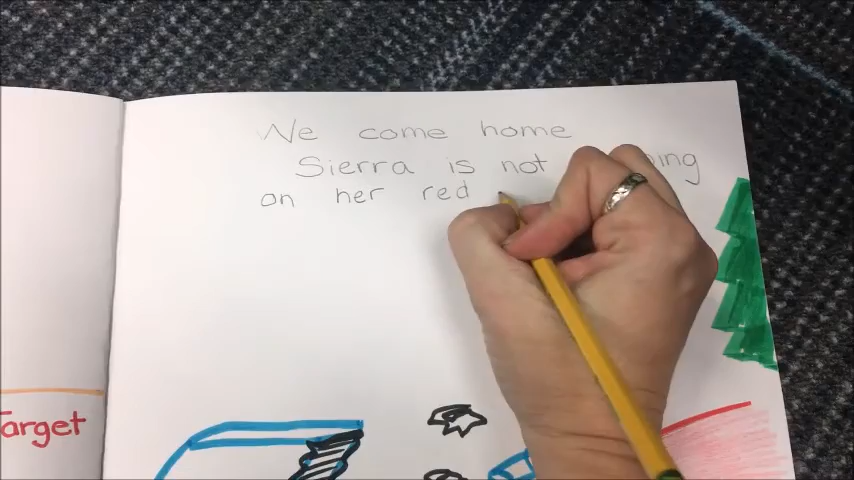 We come home
Sierra is not
on her red
Target